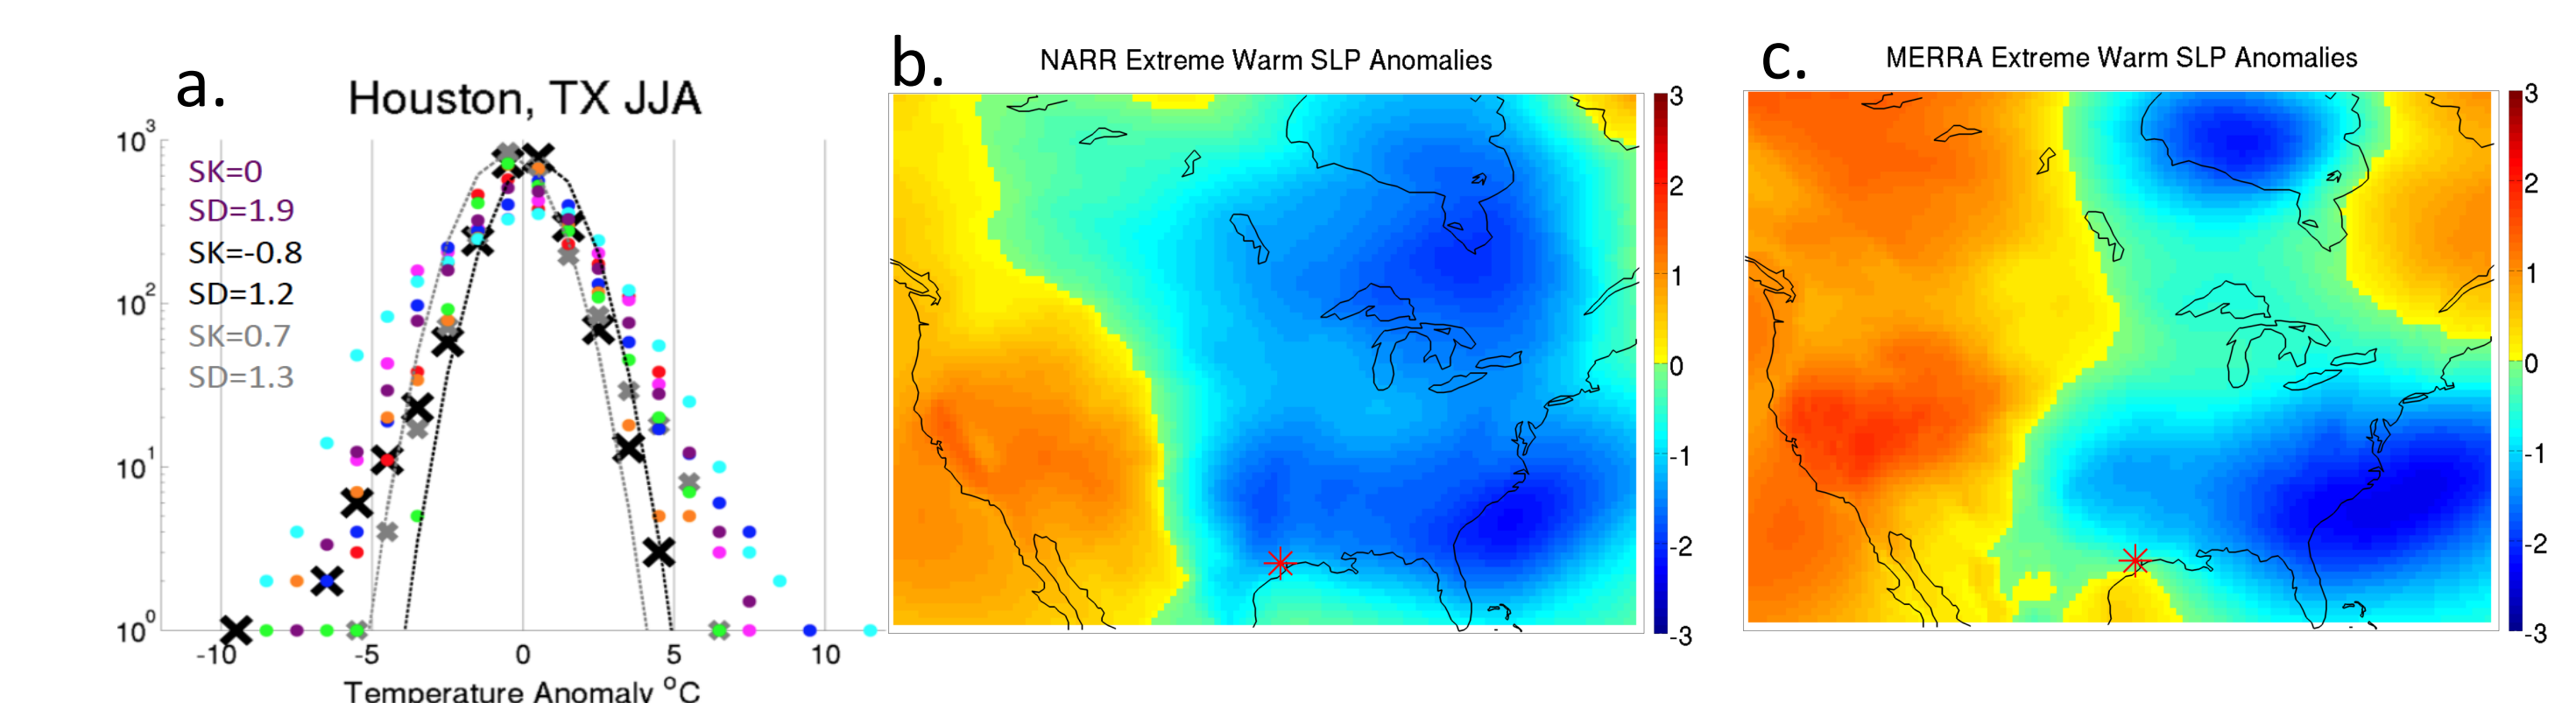 a.
Houston, TX JJA
10³
10²
10¹
10⁰
SK=0
SD=1.9
SK=-0.8
SD=1.2
SK=0.7
SD=1.3
-10 -5 0 5 10
Temperature Anomaly °C
b.
NARR Extreme Warm SLP Anomalies
3
2
1
0
-1
-2
-3
c.
MERRA Extreme Warm SLP Anomalies
3
2
1
0
-1
-2
-3